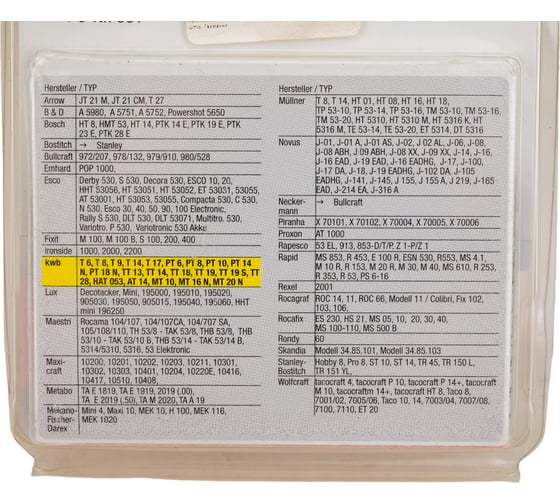 Hersteller / TYP
Arrow JT 21 M, JT 21 CM, T 27
B & D A 5980, A 5751, A 5752, Powershot 5650
Bosch HT 8, HMT 53, HT 14, PTK 14 E, PTK 19 E, PTK
23 E, PTK 28 E
Bostitch → Stanley
Bullcraft 972/207, 978/132, 979/910, 980/528
Emhard POP 1000,
Esco Derby 530, S 530, Decora 530, ESCO 10, 20,
HHT 53056, HT 53051, HT 53052, ET 53031, 53055,
AT 53001, HT 53053, 53055, Compacta 530, C 530,
N 530, Esco 30, 40, 50, 90, 100 Electronic,
Rally S 530, DLT 530, DLT 53071, Multitro. 530,
Variotro. P 530, Variotronic 530 Akku
Fixit M 100, M 100 B, S 100, 200, 400
Ironside 1000, 2000, 2200
kwb T 6, T 8, T 9, T 14, T 17, PT 6, PT 8, PT 10, PT 14
N, PT 18 N, TT 13, TT 14, TT 18, TT 19, TT 19 S, TT
28, HAT 053, AT 14, MT 10, MT 16 N, MT 20 N
Lux Decotacker, Mini, 195000, 195010, 195020,
905030, 195050, 905015, 195040, 195060, HHT
mini 196250
Maestri Rocama 104/107, 104/107CA, 104/707 SA,
105/108/110, TH 53/8 - TAK 53/8, THB 53/8, THB
53/10 - TAK 53/10 B, THB 53/14 - TAK 53/14 B,
5314/5310, 5316, 53 Elektronic
Maxi-
craft 10200, 10201, 10202, 10203, 10211, 10301,
10302, 10303, 10401, 10204, 10220E, 10416,
10417, 10510, 10408,
Metabo TA E 1819, TA E 1919, 2019 (.00),
TA E 2019 (.50), TA M 2020, TA A 19
Mekano-
Fischer-
Darex Mini 4, Maxi 10, MEK 10, H 100, MEK 116,
MEK 1020
Hersteller / TYP
Müllner T 8, T 14, HT 01, HT 08, HT 16, HT 18,
TP 53-10, TP 53-14, TP 53-16, TM 53-10, TM 53-16,
TM 53-20, HT 5310, HT 5310 M, HT 5316 K, HT
5316 M, TE 53-14, TE 53-20, ET 5314, DT 5316
Novus J-01, J-01 A, J-01 AS, J-02, J-02 AL, J-06, J-08,
J-08 ABH, J 09 ABH, J-08 XX, J-09 XX, J-14, J-16,
J-16 EAD, J-19 EAD, J-16 EADHG, J-17, J-100,
J-17 DA, J-18, J-19 EADHG, J-102 DA, J-105
EADHG, J-141, J-145, J 155, J 155 A, J 219, J-165
EAD, J-214 EA, J-316 A
Necker-
mann → Bullcraft
Piranha X 70101, X 70102, X 70004, X 70005, X 70006
Proxon AT 1000
Rapesco 53 EL, 913, 853-D/T/P, Z 1-P/Z 1
Rapid MS 853, R 453, E 100 R, ESN 530, R553, MS 4.1,
M 10 R, R 153, M 20 R, M 30 M, M 40, MS 610, R 253,
R 353, R 53, PS 6-16
Rexel 2001
Rocagraf ROC 14, 11, ROC 66, Modell 11 / Colibri, Fix 102,
103, 106,
Rocafix ES 230, HG 21, MS 05, 10, 20, 30, 40,
MS 100-110, MS 500 B
Rondy 60
Skandia Modell 34.85.101, Modell 34.85.103
Stanley-
Bostitch Hobby 8, Pro 8, ST 10, ST 14, TR 45, TR 150 L,
TR 151 YL,
Wolfcraft tacocraft 4, tacocraft P 10, tacocraft P 14+, tacocraft
M 10, tacocraftm 14+, tacocraft HT 8, Taco 8,
7001/02, 7005/06, Taco 10, 14, 7003/04, 7007/08,
7100, 7110, ET 20